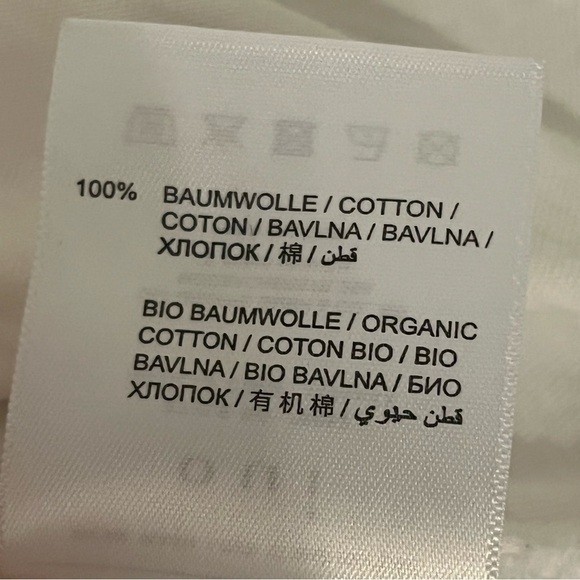 100% BAUMWOLLE / COTTON /
COTON / BAVLNA / BAVLNA /
ХЛОПОК / 棉 / قطن
BIO BAUMWOLLE / ORGANIC
COTTON / COTON BIO / BIO
BAVLNA / BIO BAVLNA / БИО
ХЛОПОК / 有机棉 / قطن حيوي